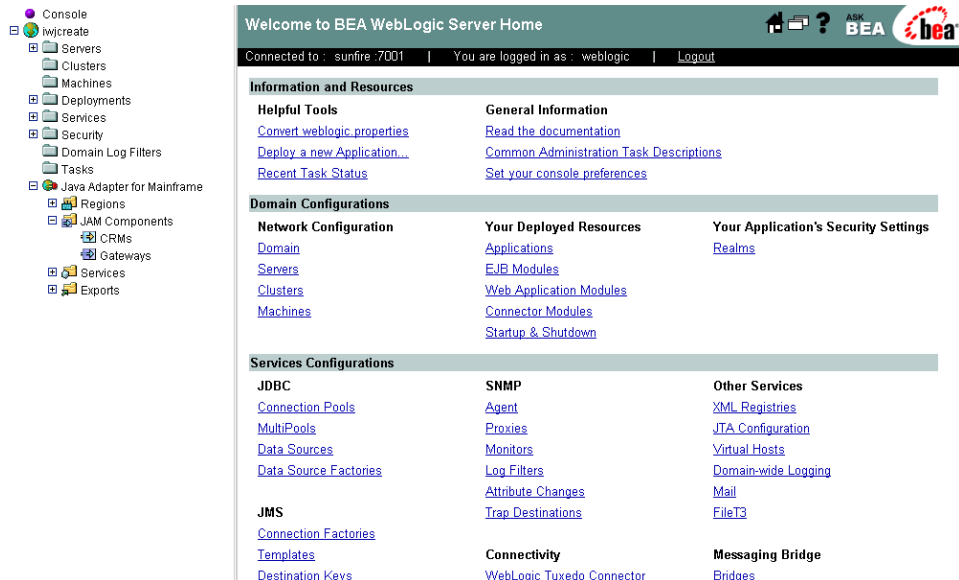 Console
iwjcreate
Servers
Clusters
Machines
Deployments
Services
Security
Domain Log Filters
Tasks
Java Adapter for Mainframe
Regions
JAM Components
CRMs
Gateways
Services
Exports
Welcome to BEA WebLogic Server Home
?
ASK
BEA
bea
Connected to : sunfire :7001 | You are logged in as : weblogic | Logout
Information and Resources
Helpful Tools
Convert weblogic.properties
Deploy a new Application...
Recent Task Status
General Information
Read the documentation
Common Administration Task Descriptions
Set your console preferences
Domain Configurations
Network Configuration
Domain
Servers
Clusters
Machines
Your Deployed Resources
Applications
EJB Modules
Web Application Modules
Connector Modules
Startup & Shutdown
Your Application's Security Settings
Realms
Services Configurations
JDBC
Connection Pools
MultiPools
Data Sources
Data Source Factories
SNMP
Agent
Proxies
Monitors
Log Filters
Attribute Changes
Trap Destinations
Other Services
XML Registries
JTA Configuration
Virtual Hosts
Domain-wide Logging
Mail
FileT3
JMS
Connection Factories
Templates
Destination Keys
Connectivity
WebLogic Tuxedo Connector
Messaging Bridge
Bridges